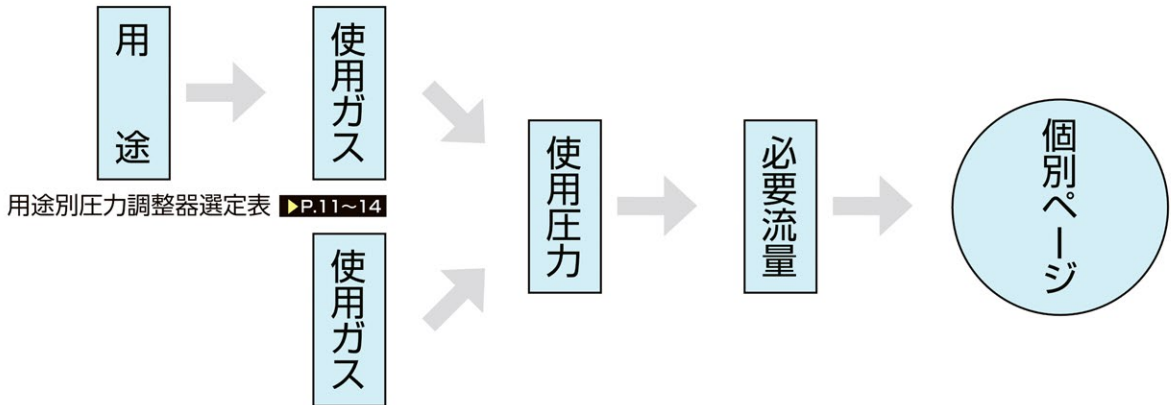 用途
使用ガス
用途別圧力調整器選定表 ▶P.11~14
使用ガス
使用圧力
必要流量
個別ページ